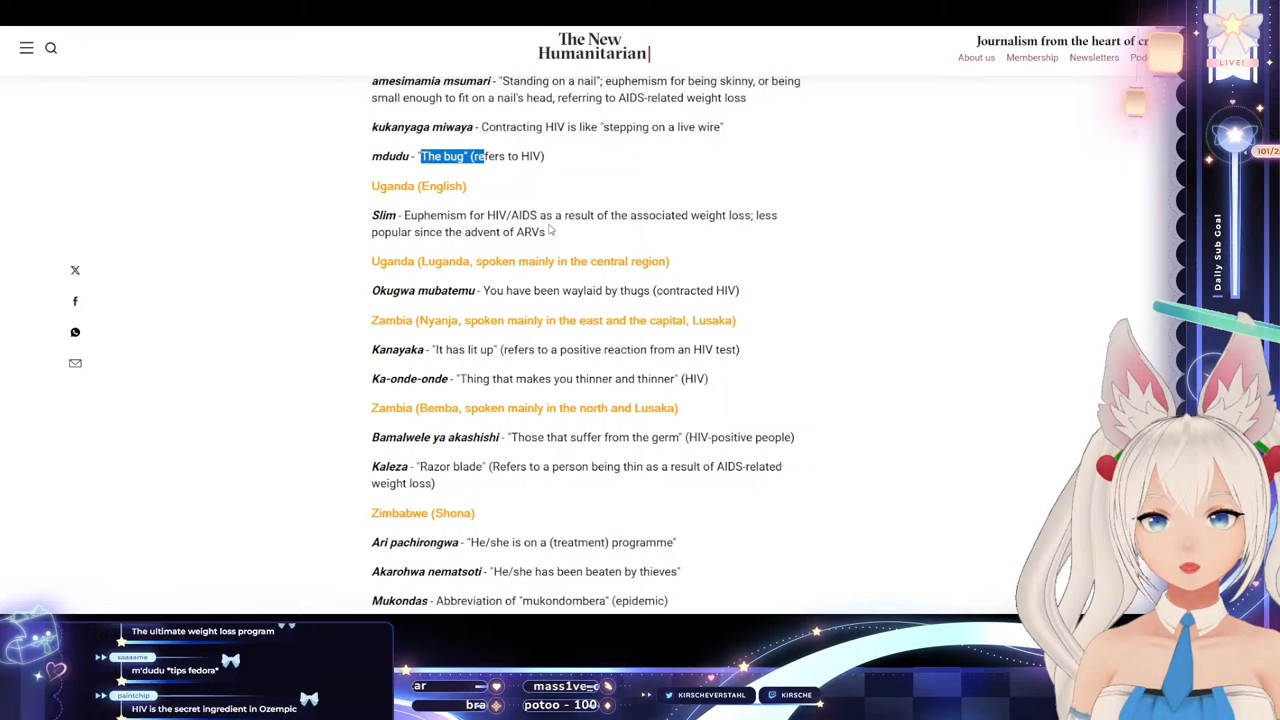 The New
Humanitarian
Journalism from the heart of cr
About us Membership Newsletters Pod
LIVE!
amesimamia msumari - "Standing on a nail"; euphemism for being skinny, or being
small enough to fit on a nail's head, referring to AIDS-related weight loss
kukanyaga miwaya - Contracting HIV is like "stepping on a live wire"
mdudu - "The bug" (refers to HIV)
Uganda (English)
Slim - Euphemism for HIV/AIDS as a result of the associated weight loss; less
popular since the advent of ARVs
Uganda (Luganda, spoken mainly in the central region)
Okugwa mubatemu - You have been waylaid by thugs (contracted HIV)
Zambia (Nyanja, spoken mainly in the east and the capital, Lusaka)
Kanayaka - "It has lit up" (refers to a positive reaction from an HIV test)
Ka-onde-onde - "Thing that makes you thinner and thinner" (HIV)
Zambia (Bemba, spoken mainly in the north and Lusaka)
Bamalwele ya akashishi - "Those that suffer from the germ" (HIV-positive people)
Kaleza - "Razor blade" (Refers to a person being thin as a result of AIDS-related
weight loss)
Zimbabwe (Shona)
Ari pachirongwa - "He/she is on a (treatment) programme"
Akarohwa nematsoti - "He/she has been beaten by thieves"
Mukondas - Abbreviation of "mukondombera" (epidemic)
101/2
Daily Sub Goal
The ultimate weight loss program
saaaame
m'dudu *tips fedora*
paintchip
HIV is the secret ingredient in Ozempic
ar
mass1ve
bra
potoo - 100
KIRSCHEVERSTAHL
KIRSCHE